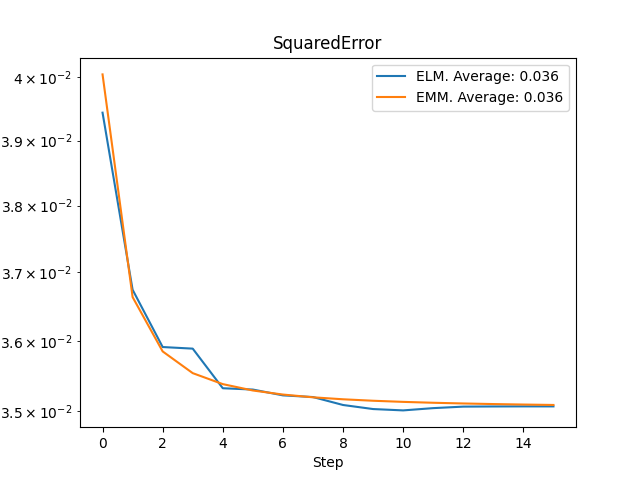 SquaredError
ELM. Average: 0.036
EMM. Average: 0.036
4 × 10⁻²
3.9 × 10⁻²
3.8 × 10⁻²
3.7 × 10⁻²
3.6 × 10⁻²
3.5 × 10⁻²
0 2 4 6 8 10 12 14
Step